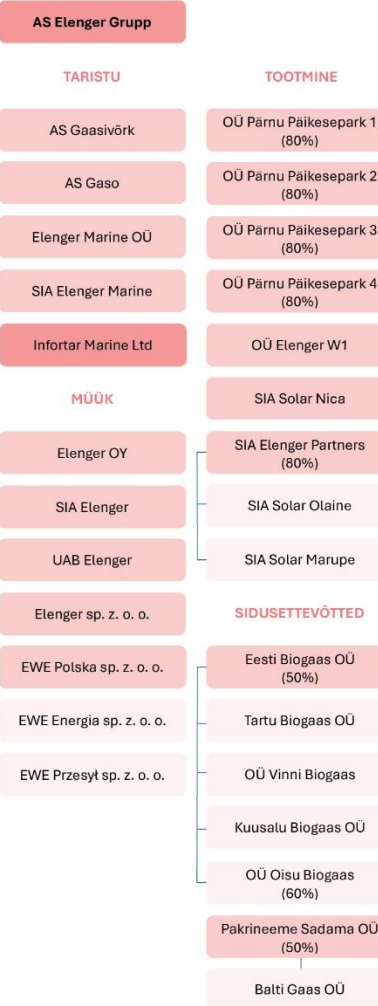 AS Elenger Grupp
TARISTU
AS Gaasivõrk
AS Gaso
Elenger Marine OÜ
SIA Elenger Marine
Infortar Marine Ltd
MÜÜK
Elenger OY
SIA Elenger
UAB Elenger
Elenger sp. z. o. o.
EWE Polska sp. z. o. o.
EWE Energia sp. z. o. o.
EWE Przesył sp. z. o. o.
TOOTMINE
OÜ Pärnu Päikesepark 1
(80%)
OÜ Pärnu Päikesepark 2
(80%)
OÜ Pärnu Päikesepark 3
(80%)
OÜ Pärnu Päikesepark 4
(80%)
OÜ Elenger W1
SIA Solar Nica
SIA Elenger Partners
(80%)
SIA Solar Olaine
SIA Solar Marupe
SIDUSETTEVÕTTED
Eesti Biogaas OÜ
(50%)
Tartu Biogaas OÜ
OÜ Vinni Biogaas
Kuusalu Biogaas OÜ
OÜ Oisu Biogaas
(60%)
Pakrineeme Sadama OÜ
(50%)
Balti Gaas OÜ